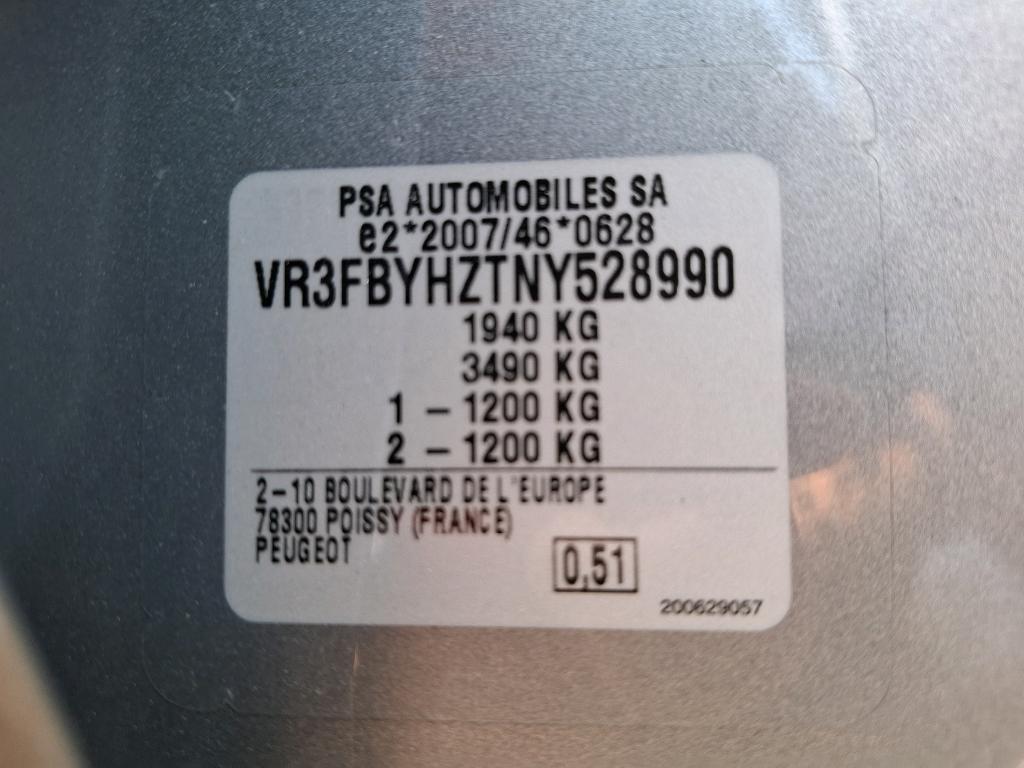 PSA AUTOMOBILES SA
e2*2007/46*0628
VR3FBYHZTNY528990
1940 KG
3490 KG
1 – 1200 KG
2 – 1200 KG
2–10 BOULEVARD DE L'EUROPE
78300 POISSY (FRANCE)
PEUGEOT
0,51
200629057